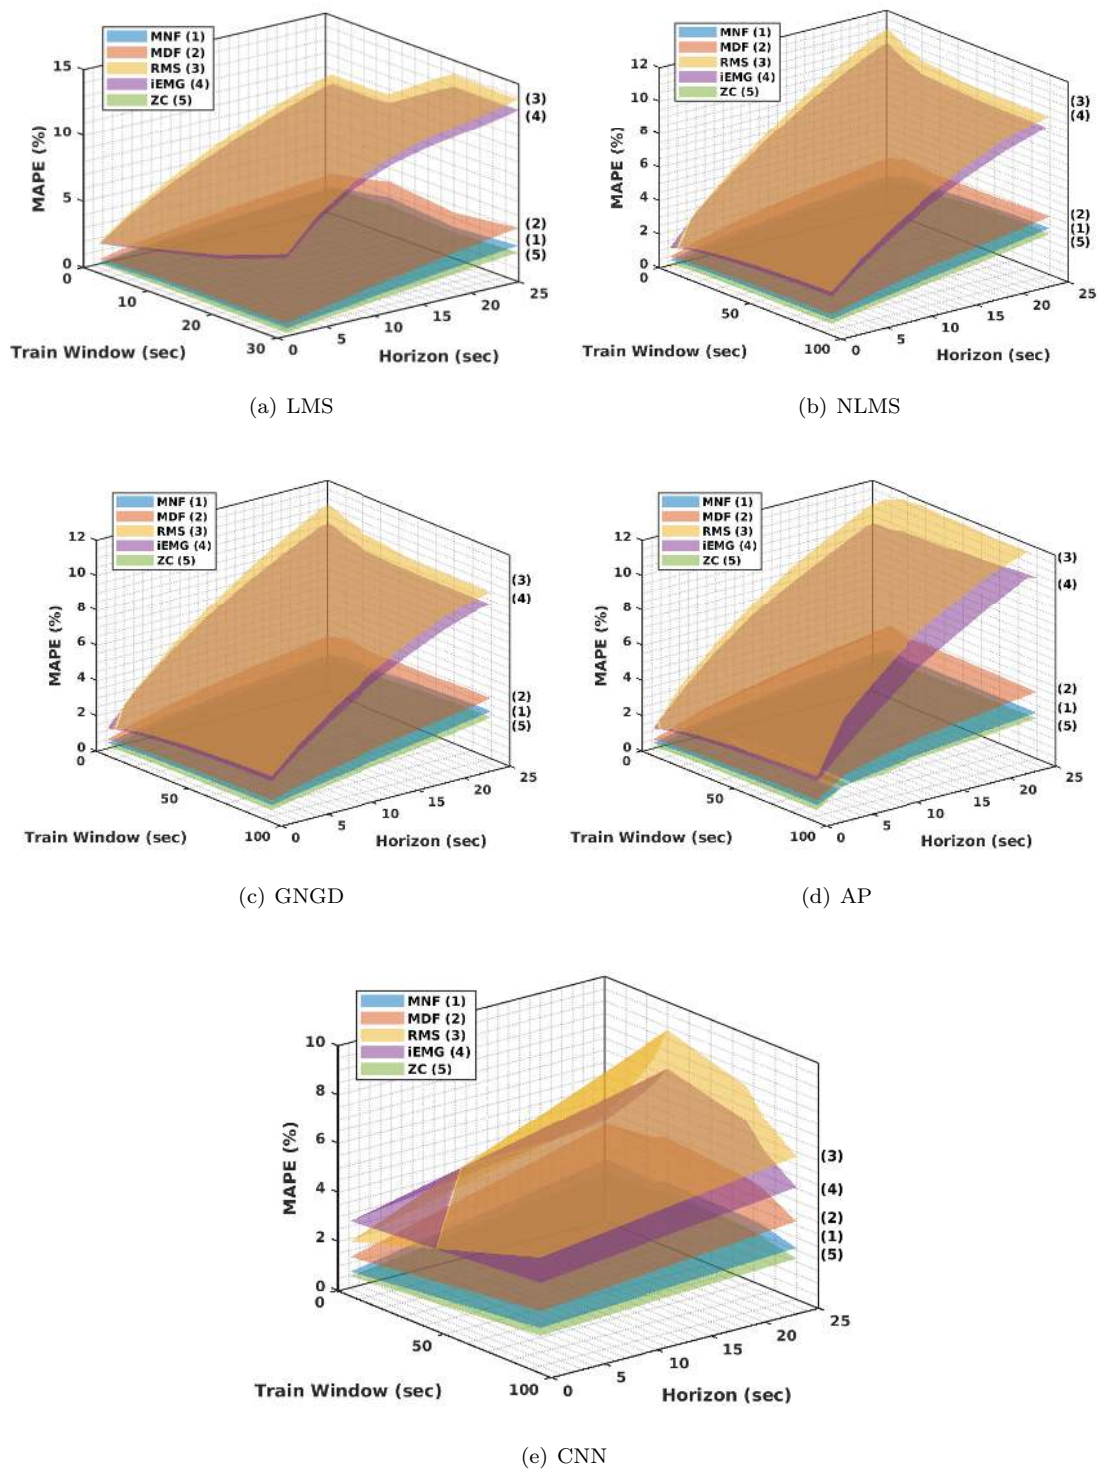 MNF (1)
MDF (2)
RMS (3)
iEMG (4)
ZC (5)
15
10
5
0
MAPE (%)
0
10
20
30
Train Window (sec)
0
5
10
15
20
25
Horizon (sec)
(3)
(4)
(2)
(1)
(5)
(a) LMS
MNF (1)
MDF (2)
RMS (3)
iEMG (4)
ZC (5)
12
10
8
6
4
2
0
MAPE (%)
0
50
100
Train Window (sec)
0
5
10
15
20
25
Horizon (sec)
(3)
(4)
(2)
(1)
(5)
(b) NLMS
MNF (1)
MDF (2)
RMS (3)
iEMG (4)
ZC (5)
12
10
8
6
4
2
0
MAPE (%)
0
50
100
Train Window (sec)
0
5
10
15
20
25
Horizon (sec)
(3)
(4)
(2)
(1)
(5)
(c) GNGD
MNF (1)
MDF (2)
RMS (3)
iEMG (4)
ZC (5)
12
10
8
6
4
2
0
MAPE (%)
0
50
100
Train Window (sec)
0
5
10
15
20
25
Horizon (sec)
(3)
(4)
(2)
(1)
(5)
(d) AP
MNF (1)
MDF (2)
RMS (3)
iEMG (4)
ZC (5)
10
8
6
4
2
0
MAPE (%)
0
50
100
Train Window (sec)
0
5
10
15
20
25
Horizon (sec)
(3)
(4)
(2)
(1)
(5)
(e) CNN